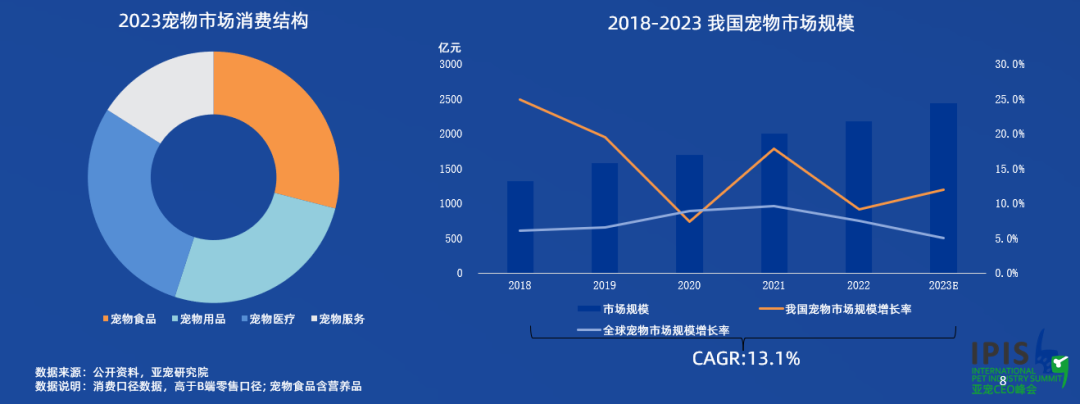 2023宠物市场消费结构
宠物食品 宠物用品 宠物医疗 宠物服务
2018-2023 我国宠物市场规模
亿元
3000 30.0%
2500 25.0%
2000 20.0%
1500 15.0%
1000 10.0%
500 5.0%
0 0.0%
2018 2019 2020 2021 2022 2023E
市场规模 我国宠物市场规模增长率
全球宠物市场规模增长率
CAGR:13.1%
数据来源：公开资料，亚宠研究院
数据说明：消费口径数据，高于B端零售口径；宠物食品含营养品
IPIS
INTERNATIONAL
PET INDUSTRY SUMMIT
亚宠CEO峰会
8